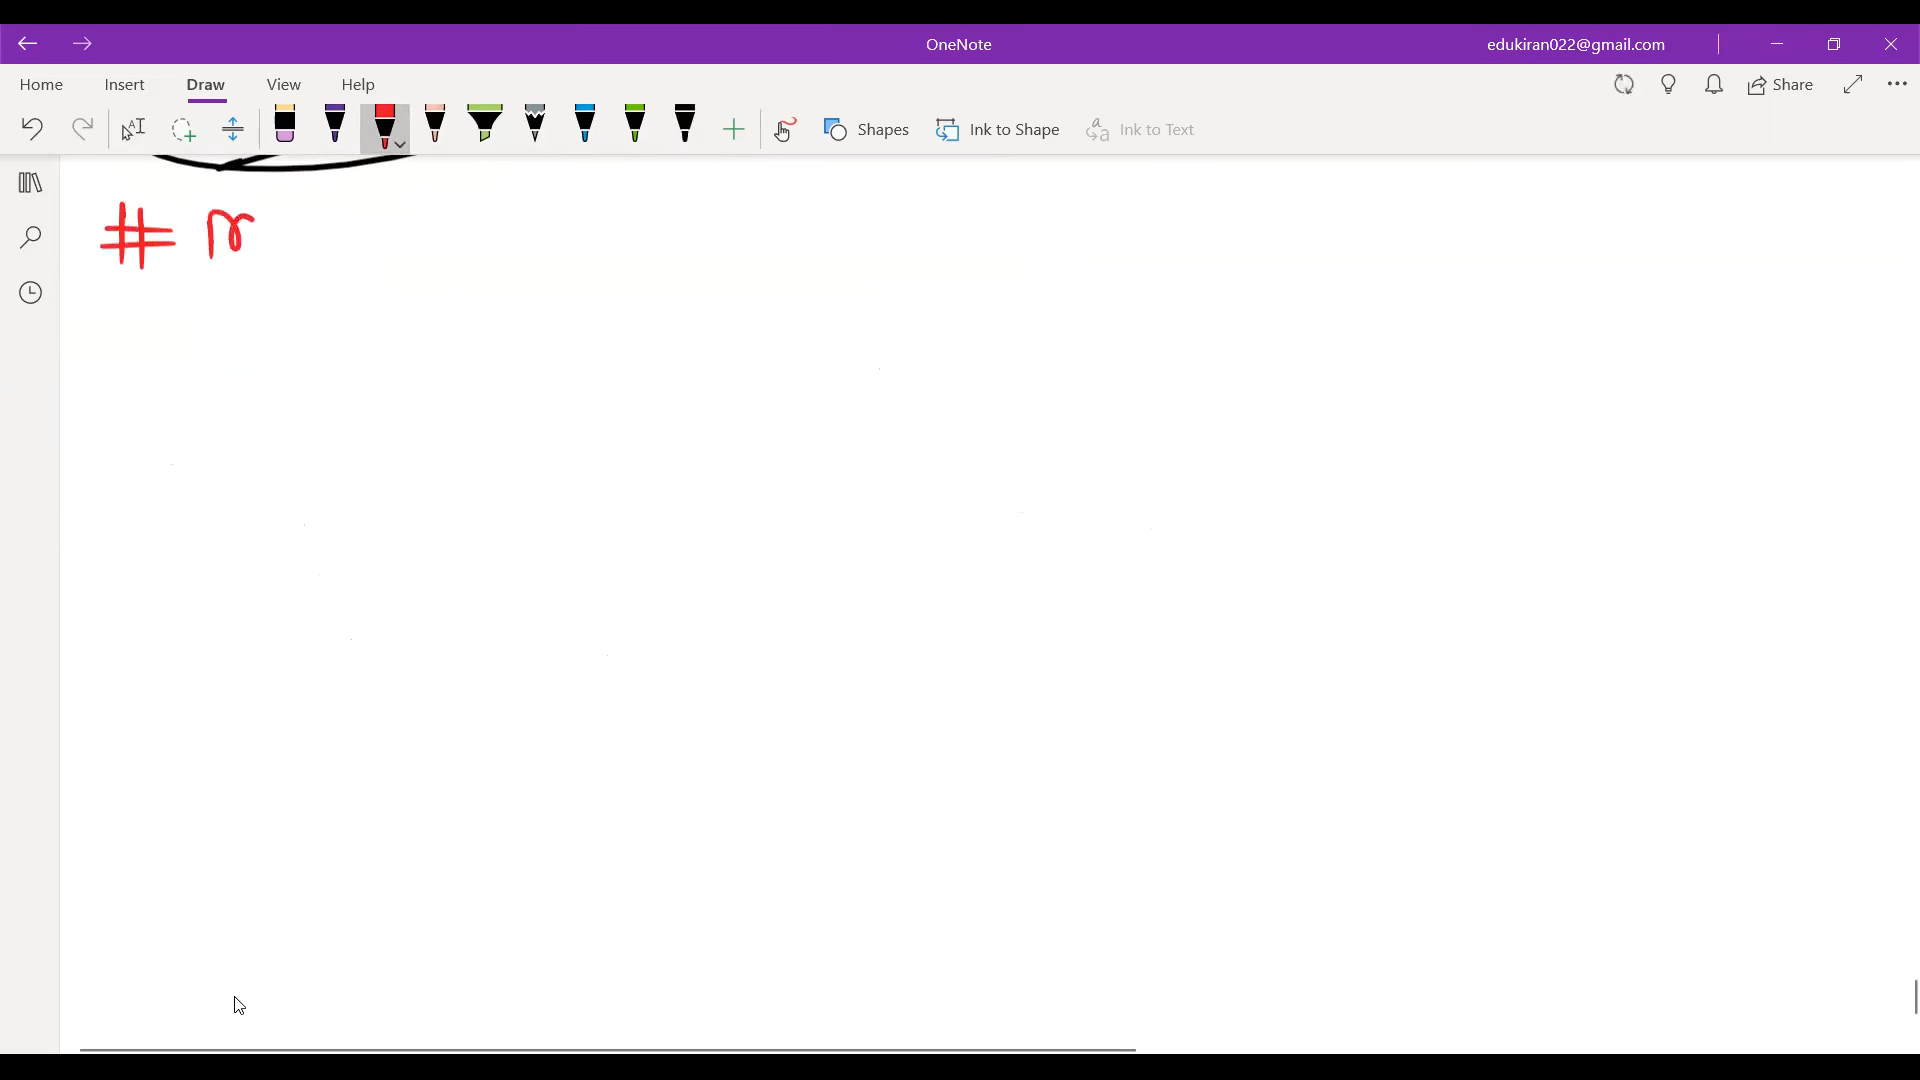 OneNote
edukiran022@gmail.com
Home Insert Draw View Help
Share
Shapes Ink to Shape Ink to Text
#